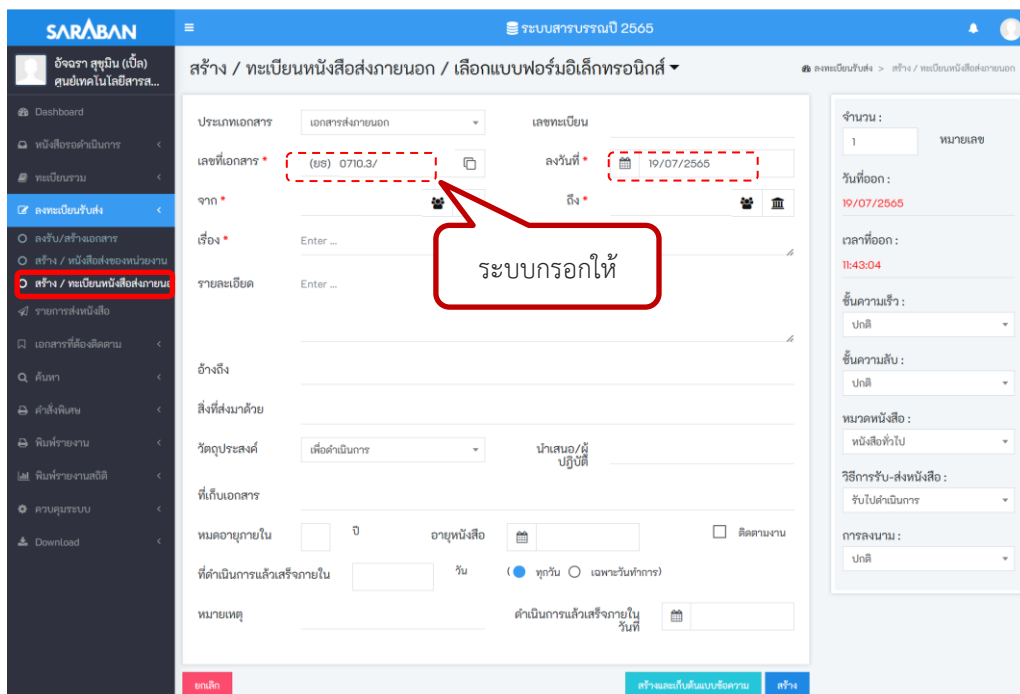 SARABAN
ระบบสารบรรณปี 2565
อัจฉรา สุขุมิน (เปิ้ล)
ศูนย์เทคโนโลยีสารส...
สร้าง / ทะเบียนหนังสือส่งภายนอก / เลือกแบบฟอร์มอิเล็กทรอนิกส์
ลงทะเบียนรับส่ง > สร้าง / ทะเบียนหนังสือส่งภายนอก
Dashboard
หนังสือรอดำเนินการ
ทะเบียนรวม
ลงทะเบียนรับส่ง
ลงรับ/สร้างเอกสาร
สร้าง / หนังสือส่งของหน่วยงาน
สร้าง / ทะเบียนหนังสือส่งภายนอ
รายการส่งหนังสือ
เอกสารที่ต้องติดตาม
ค้นหา
คำสั่งพิเศษ
พิมพ์รายงาน
พิมพ์รายงานสถิติ
ควบคุมระบบ
Download
ประเภทเอกสาร เอกสารส่งภายนอก เลขทะเบียน
เลขที่เอกสาร * (ยธ) 0710.3/ ลงวันที่ * 19/07/2565
จาก * ถึง *
เรื่อง * Enter ...
ระบบกรอกให้
รายละเอียด Enter ...
อ้างถึง
สิ่งที่ส่งมาด้วย
วัตถุประสงค์ เพื่อดำเนินการ นำเสนอ/ผู้
ปฏิบัติ
ที่เก็บเอกสาร
หมดอายุภายใน ปี อายุหนังสือ ติดตามงาน
ที่ดำเนินการแล้วเสร็จภายใน วัน ( ทุกวัน เฉพาะวันทำการ)
หมายเหตุ ดำเนินการแล้วเสร็จภายใน
วันที่
ยกเลิก สร้างและเก็บต้นแบบข้อความ สร้าง
จำนวน :
1 หมายเลข
วันที่ออก :
19/07/2565
เวลาที่ออก :
11:43:04
ชั้นความเร็ว :
ปกติ
ชั้นความลับ :
ปกติ
หมวดหนังสือ :
หนังสือทั่วไป
วิธีการรับ-ส่งหนังสือ :
รับไปดำเนินการ
การลงนาม :
ปกติ